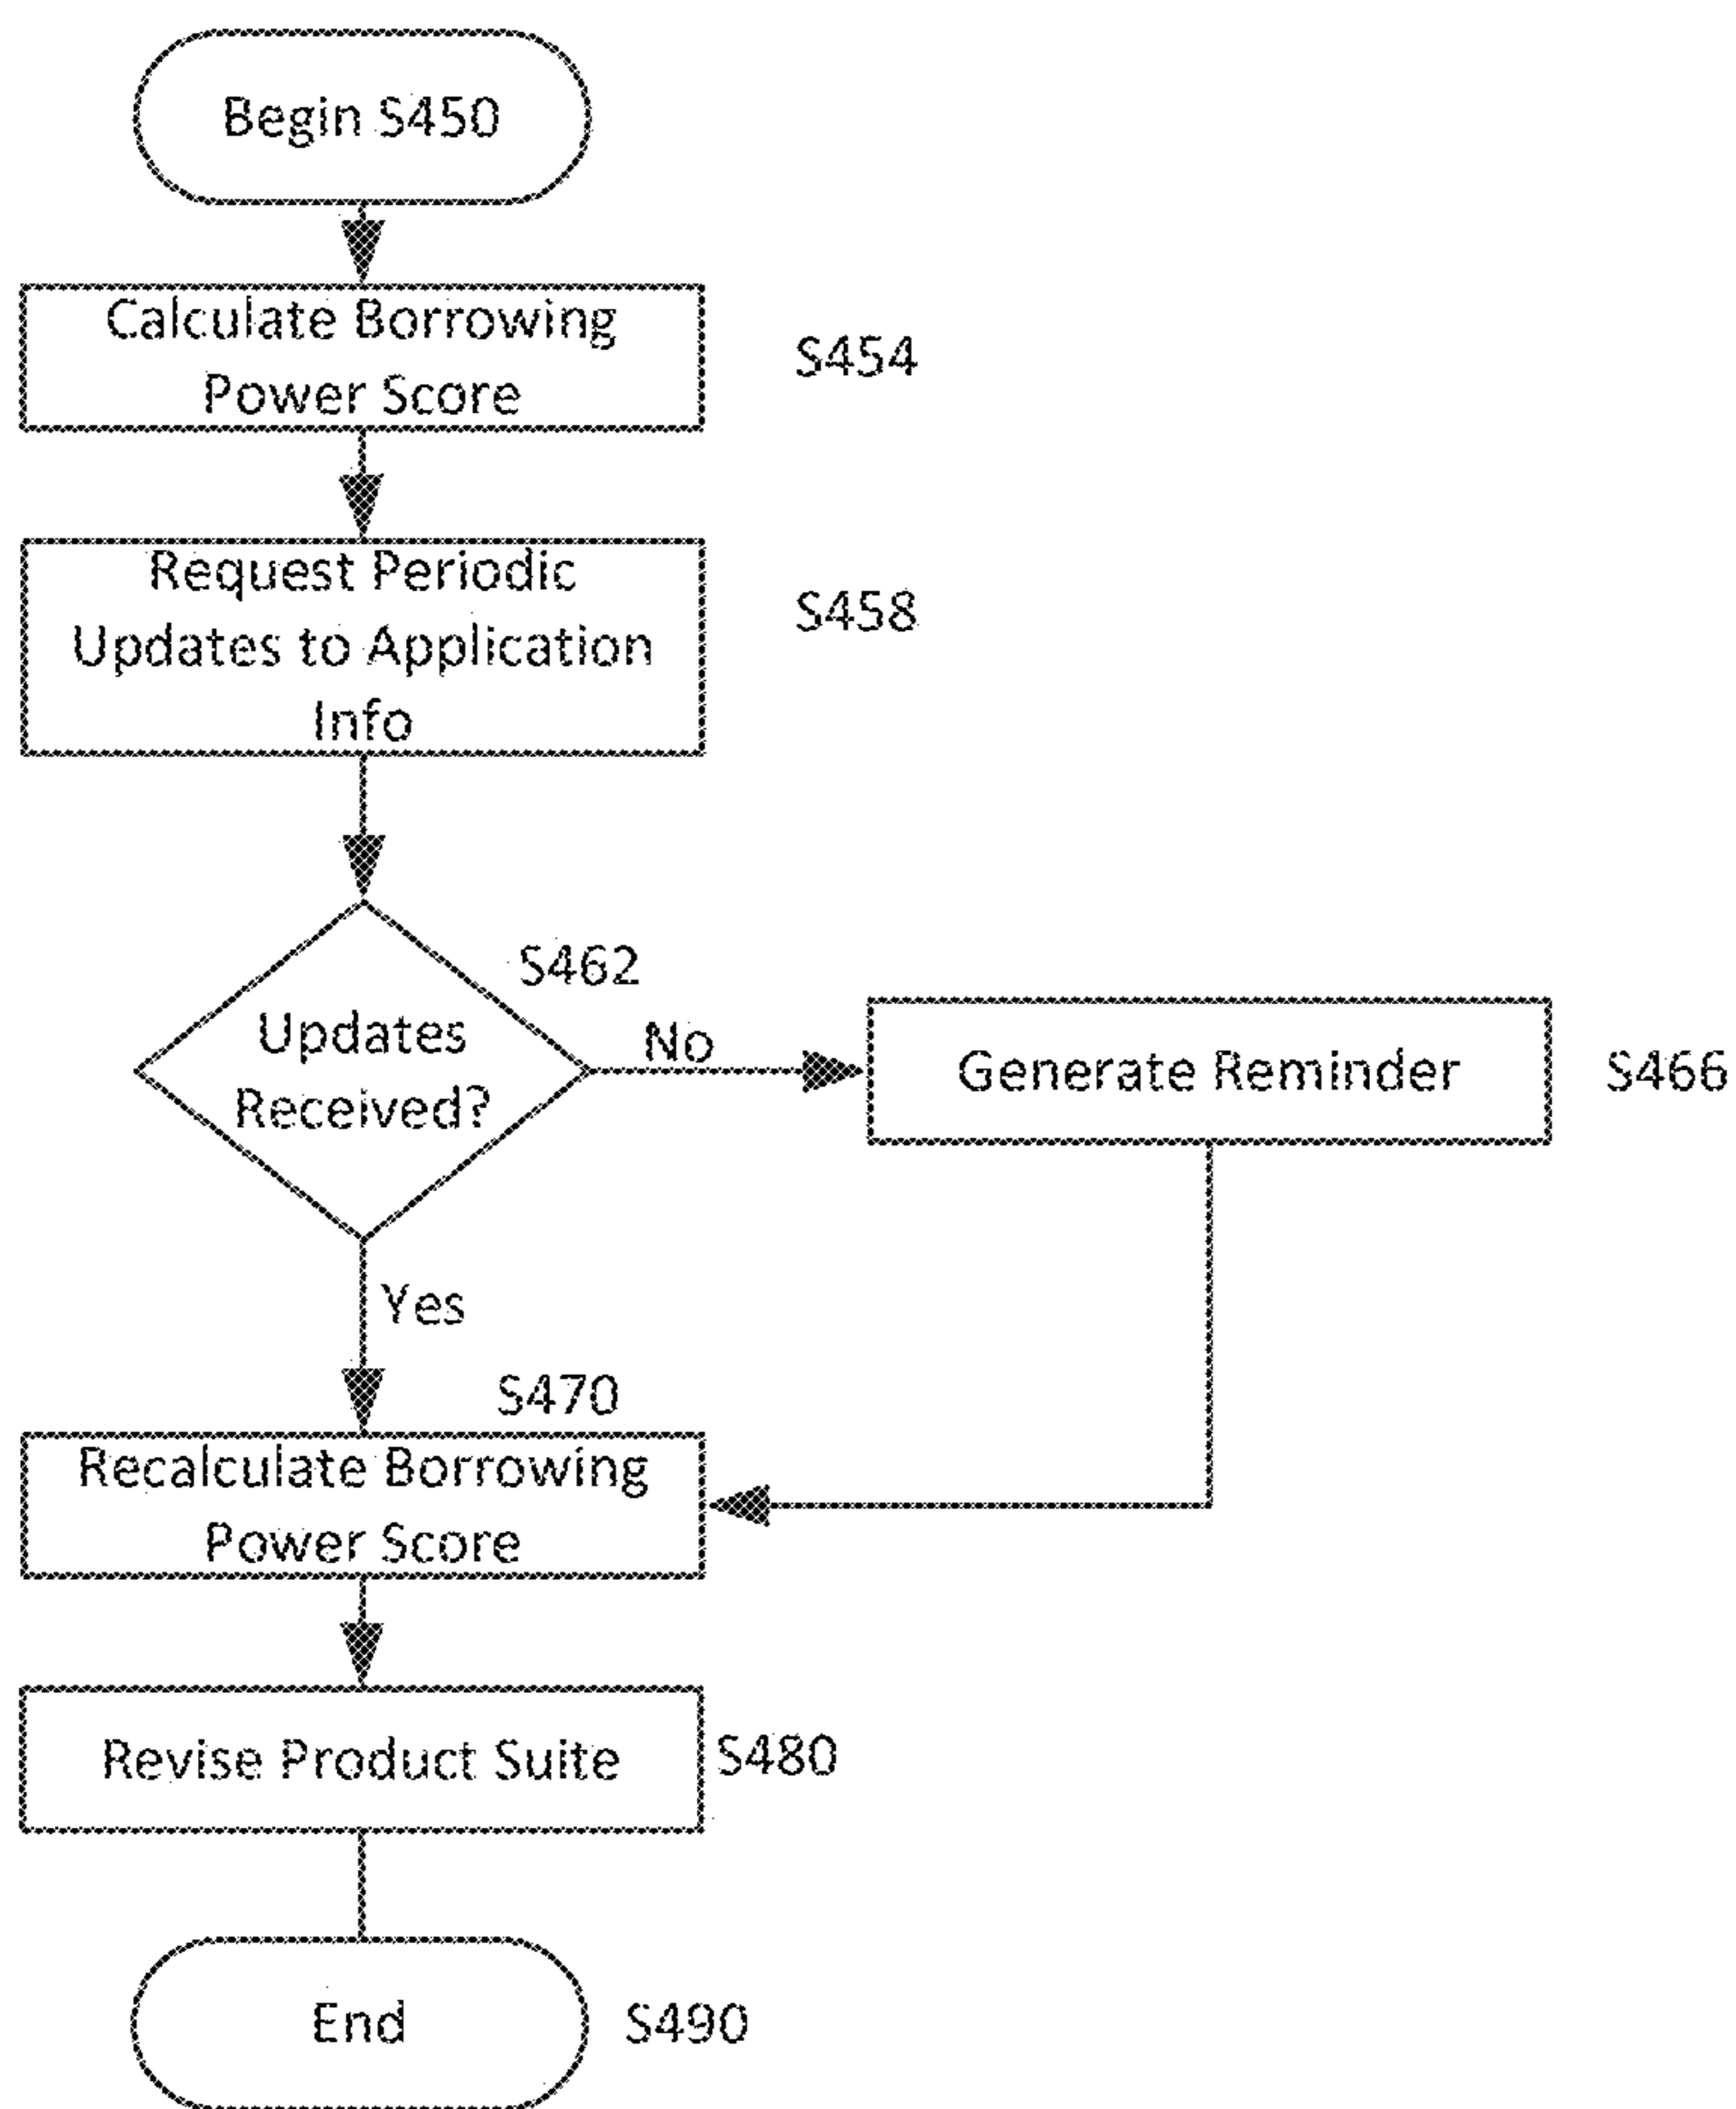 Begin S450
Calculate Borrowing
Power Score
S454
Request Periodic
Updates to Application
Info
S458
S462
Updates
Received?
No
Generate Reminder
S466
Yes
S470
Recalculate Borrowing
Power Score
Revise Product Suite
S480
End
S490